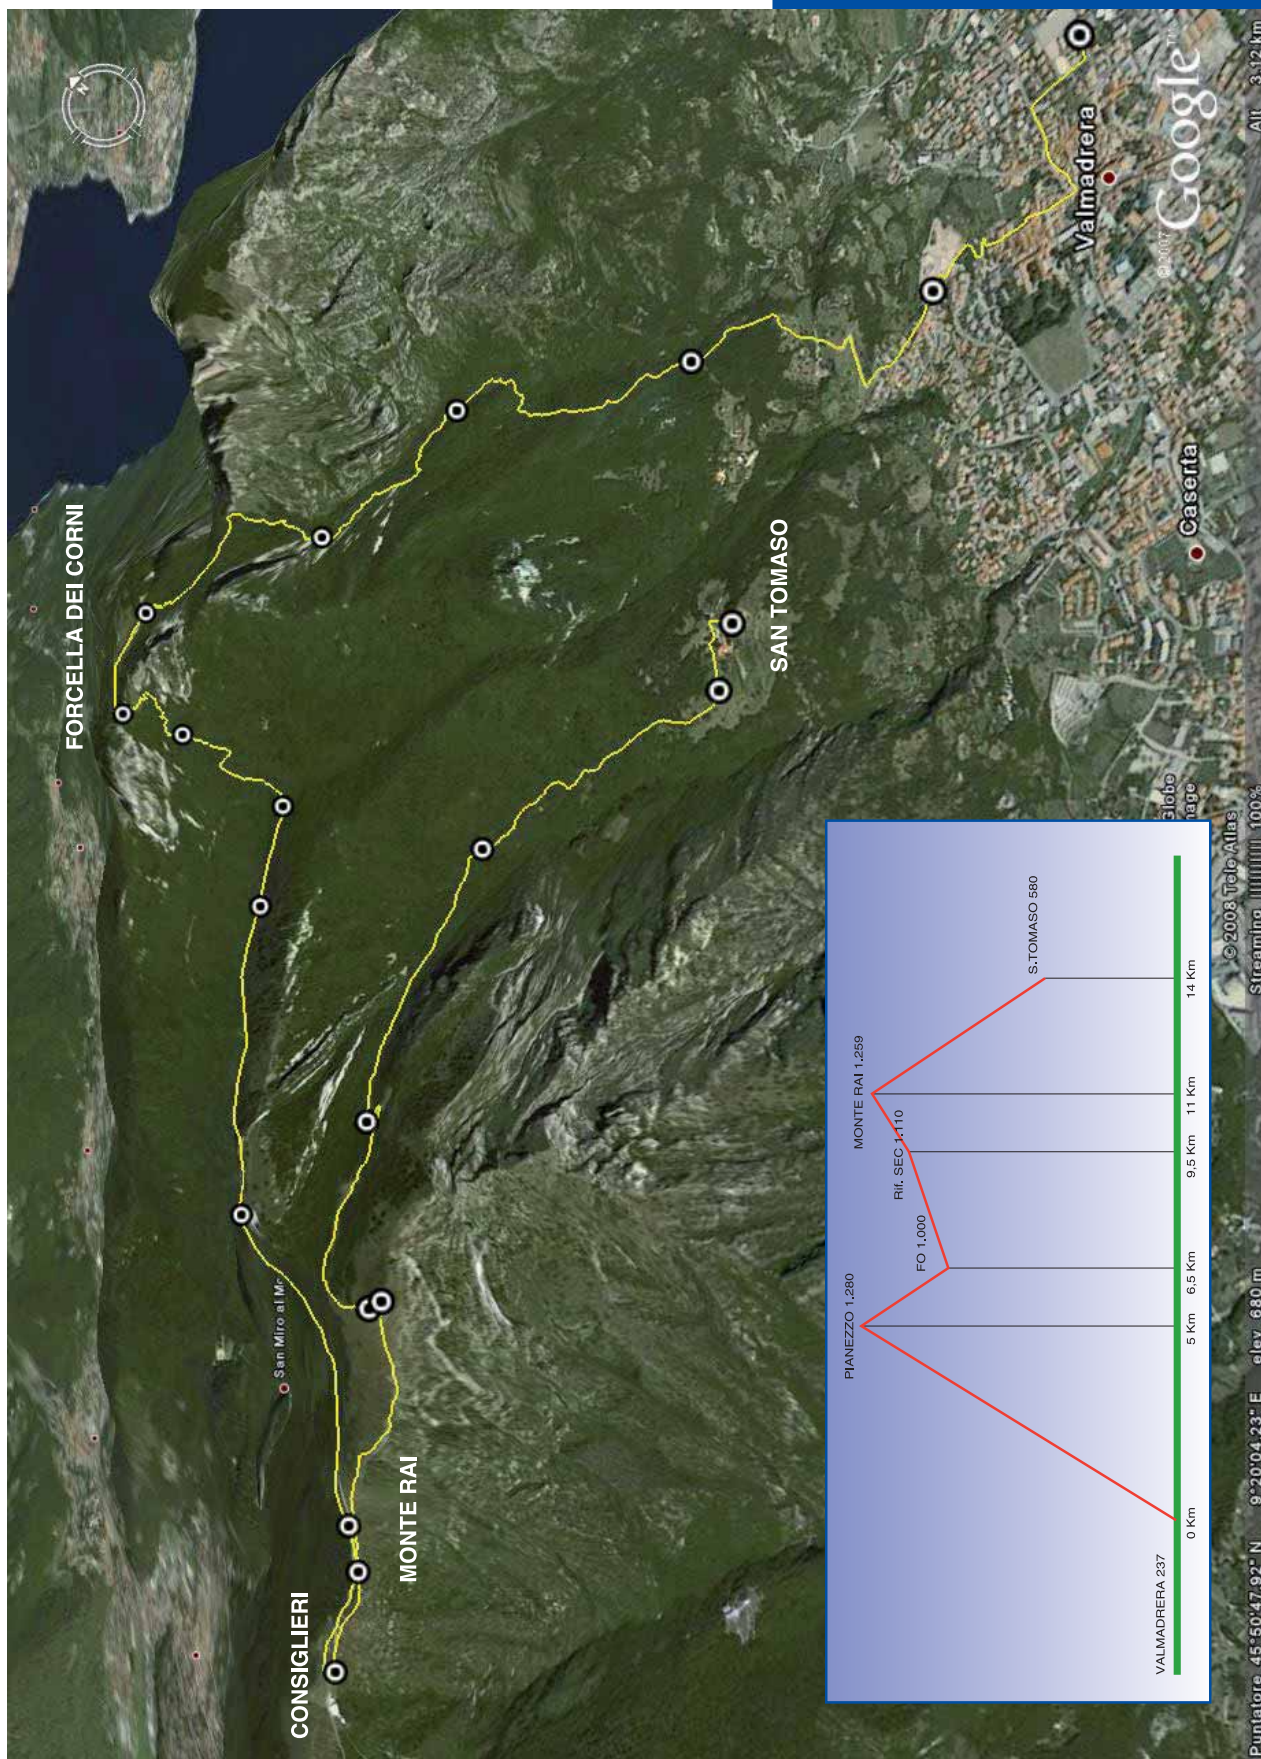 FORCELLA DEI CORNI
CONSIGLIERI
MONTE RAI
SAN TOMASO
Valmadrera
Caserta
©2007 Google™
© 2008 Tele Atlas
Puntatore 45°50'47.92" N 9°20'04.23" E elev 680 m
Streaming 100%
Alt 3.12 km
N
PIANEZZO 1.280
MONTE RAI 1.259
Rif. SEC 1.110
FO 1.000
S.TOMASO 580
VALMADRERA 237
0 Km
5 Km
6,5 Km
9,5 Km
11 Km
14 Km
San Miro al
Globe